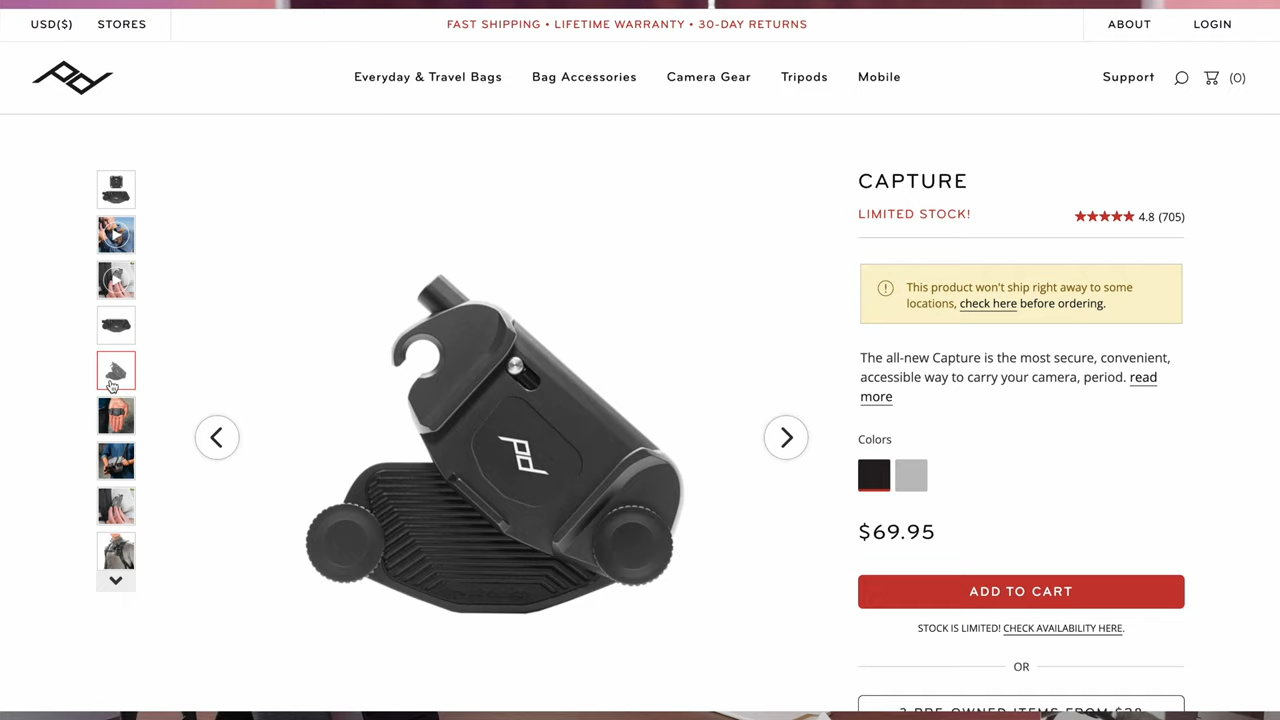 USD($) STORES FAST SHIPPING • LIFETIME WARRANTY • 30-DAY RETURNS ABOUT LOGIN
Everyday & Travel Bags Bag Accessories Camera Gear Tripods Mobile Support (0)
CAPTURE
LIMITED STOCK! 4.8 (705)
This product won't ship right away to some
locations, check here before ordering.
The all-new Capture is the most secure, convenient,
accessible way to carry your camera, period. read
more
Colors
$69.95
ADD TO CART
STOCK IS LIMITED! CHECK AVAILABILITY HERE.
OR